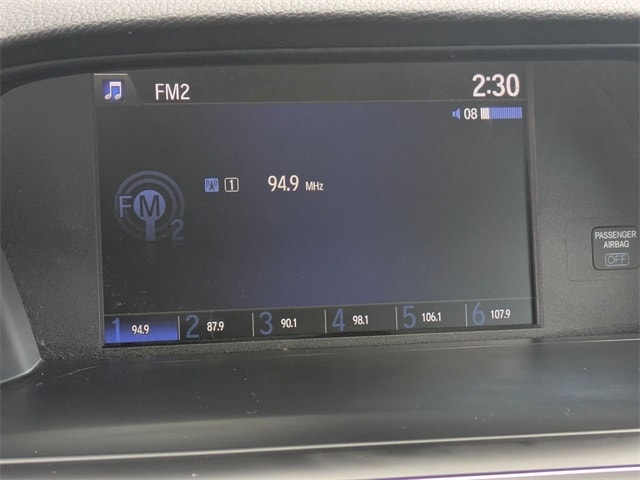 FM2 2:30
08
1 94.9 MHz
FM 2
PASSENGER
AIRBAG
OFF
1 94.9 2 87.9 3 90.1 4 98.1 5 106.1 6 107.9